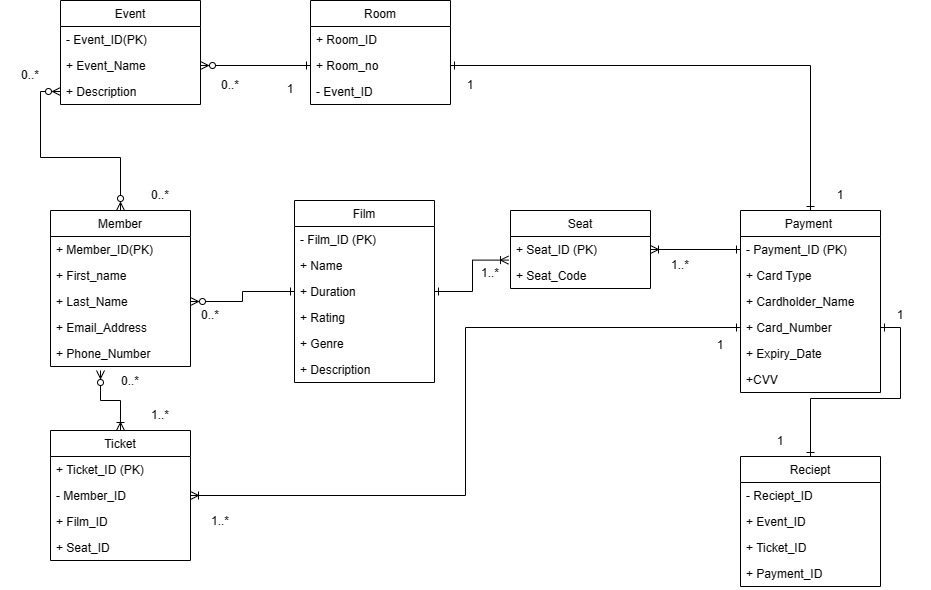 Event
- Event_ID(PK)
+ Event_Name
+ Description
Room
+ Room_ID
+ Room_no
- Event_ID
0..*
0..*
1
1
0..*
1
Member
+ Member_ID(PK)
+ First_name
+ Last_Name
+ Email_Address
+ Phone_Number
0..*
Film
- Film_ID (PK)
+ Name
+ Duration
+ Rating
+ Genre
+ Description
Seat
+ Seat_ID (PK)
+ Seat_Code
1..*
1..*
Payment
- Payment_ID (PK)
+ Card Type
+ Cardholder_Name
+ Card_Number
+ Expiry_Date
+CVV
1
1
0..*
1..*
Ticket
+ Ticket_ID (PK)
- Member_ID
+ Film_ID
+ Seat_ID
1..*
1
Reciept
- Reciept_ID
+ Event_ID
+ Ticket_ID
+ Payment_ID